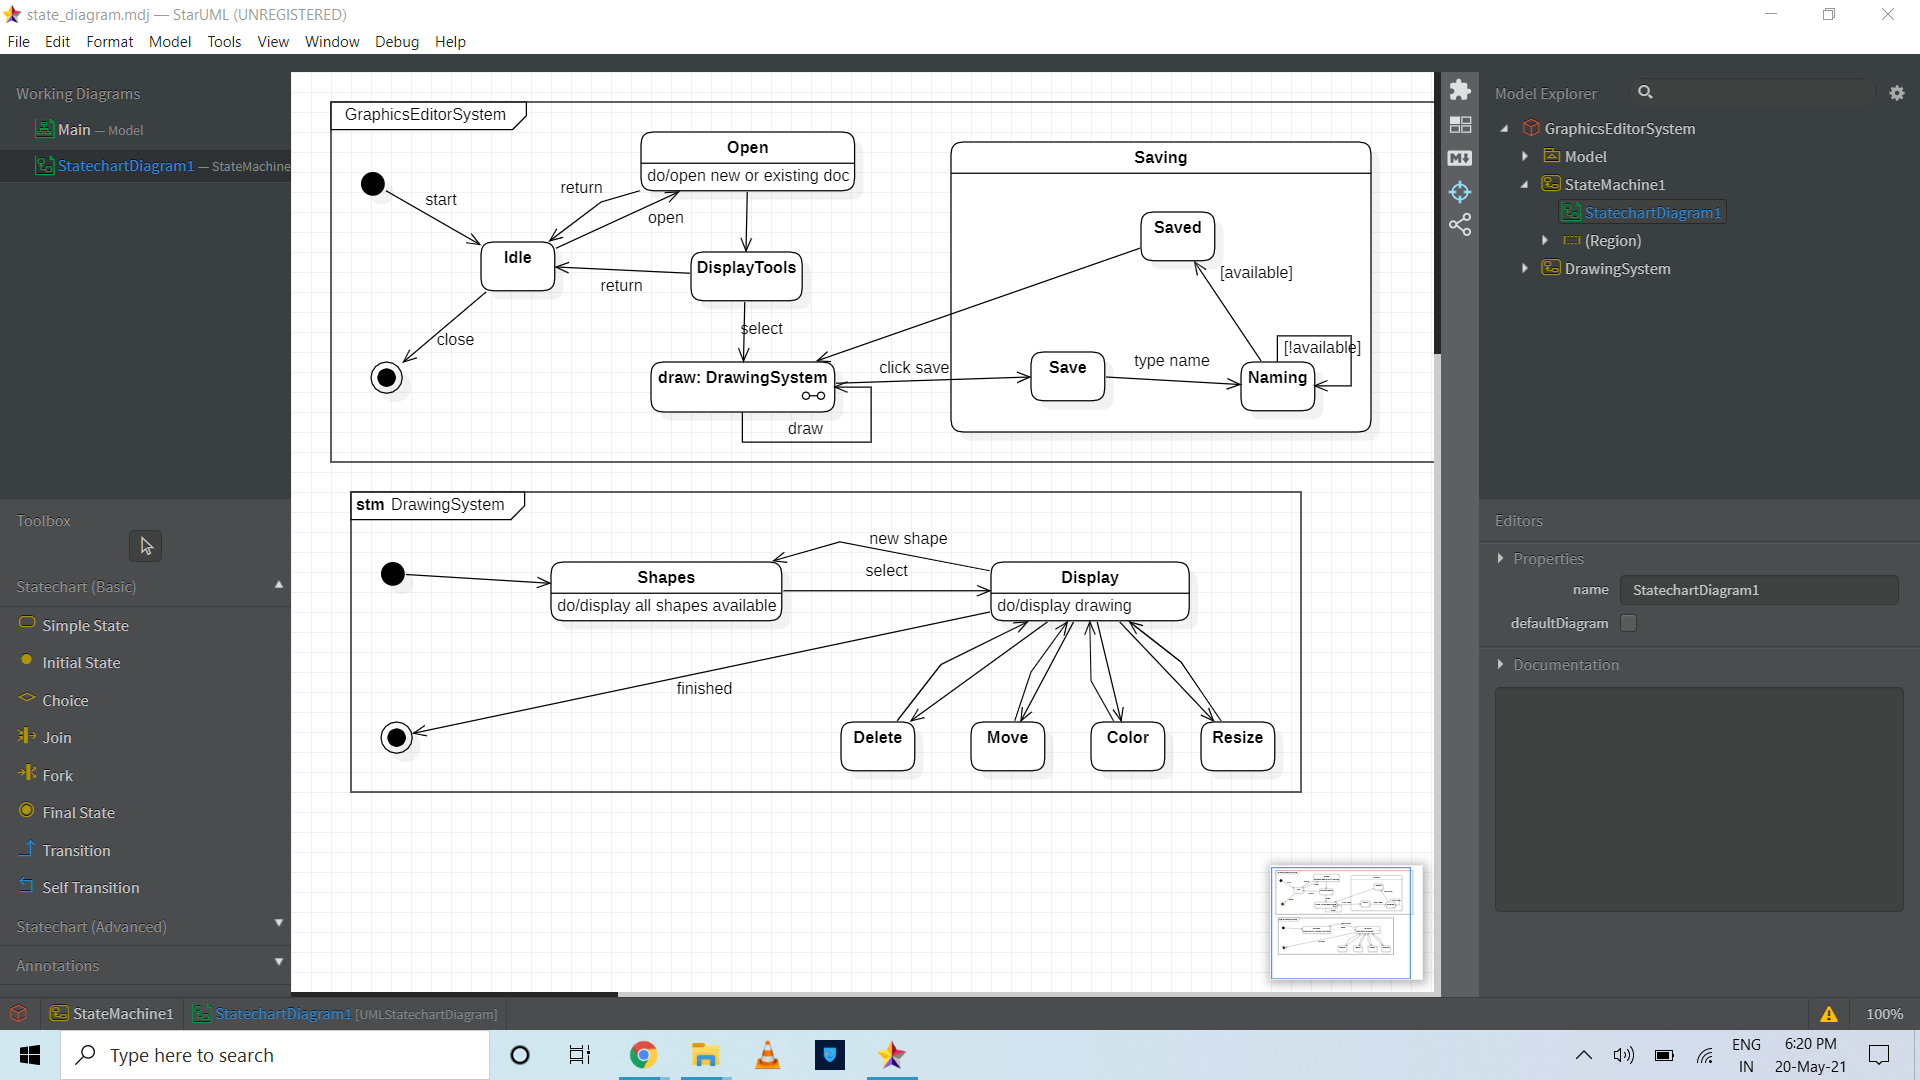 state_diagram.mdj — StarUML (UNREGISTERED)
File Edit Format Model Tools View Window Debug Help
Working Diagrams
Main — Model
StatechartDiagram1 — StateMachine
Toolbox
Statechart (Basic)
Simple State
Initial State
Choice
Join
Fork
Final State
Transition
Self Transition
Statechart (Advanced)
Annotations
GraphicsEditorSystem
Open
do/open new or existing doc
Saving
start
return
open
Saved
Idle
DisplayTools
[available]
return
select
close
[!available]
draw: DrawingSystem
click save
Save
type name
Naming
draw
stm DrawingSystem
new shape
select
Shapes
do/display all shapes available
Display
do/display drawing
finished
Delete
Move
Color
Resize
Model Explorer
GraphicsEditorSystem
Model
StateMachine1
StatechartDiagram1
(Region)
DrawingSystem
Editors
Properties
name StatechartDiagram1
defaultDiagram
Documentation
StateMachine1
StatechartDiagram1 [UMLStatechartDiagram]
100%
Type here to search
ENG
IN
6:20 PM
20-May-21